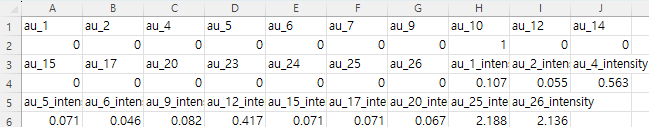 A B C D E F G H I J
1 au_1 au_2 au_4 au_5 au_6 au_7 au_9 au_10 au_12 au_14
2 0 0 0 0 0 0 0 1 0 0
3 au_15 au_17 au_20 au_23 au_24 au_25 au_26 au_1_inten au_2_inten au_4_intensity
4 0 0 0 0 0 0 0 0.107 0.055 0.563
5 au_5_inten au_6_inten au_9_inten au_12_inte au_15_inte au_17_inte au_20_inte au_25_inte au_26_intensity
6 0.071 0.046 0.082 0.417 0.071 0.071 0.067 2.188 2.136